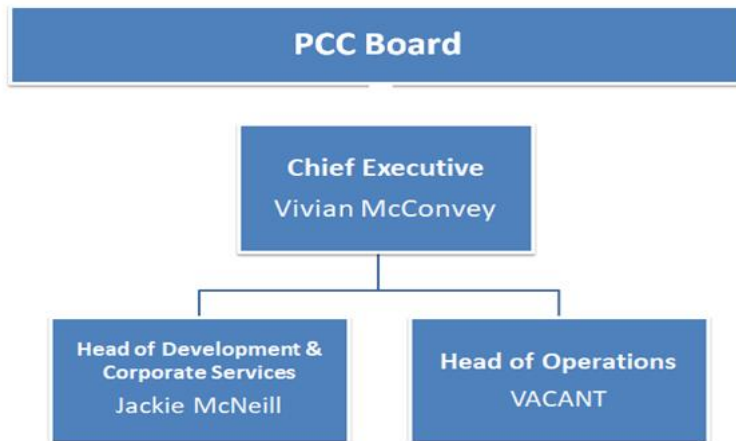 PCC Board
Chief Executive
Vivian McConvey
Head of Development &
Corporate Services
Jackie McNeill
Head of Operations
VACANT